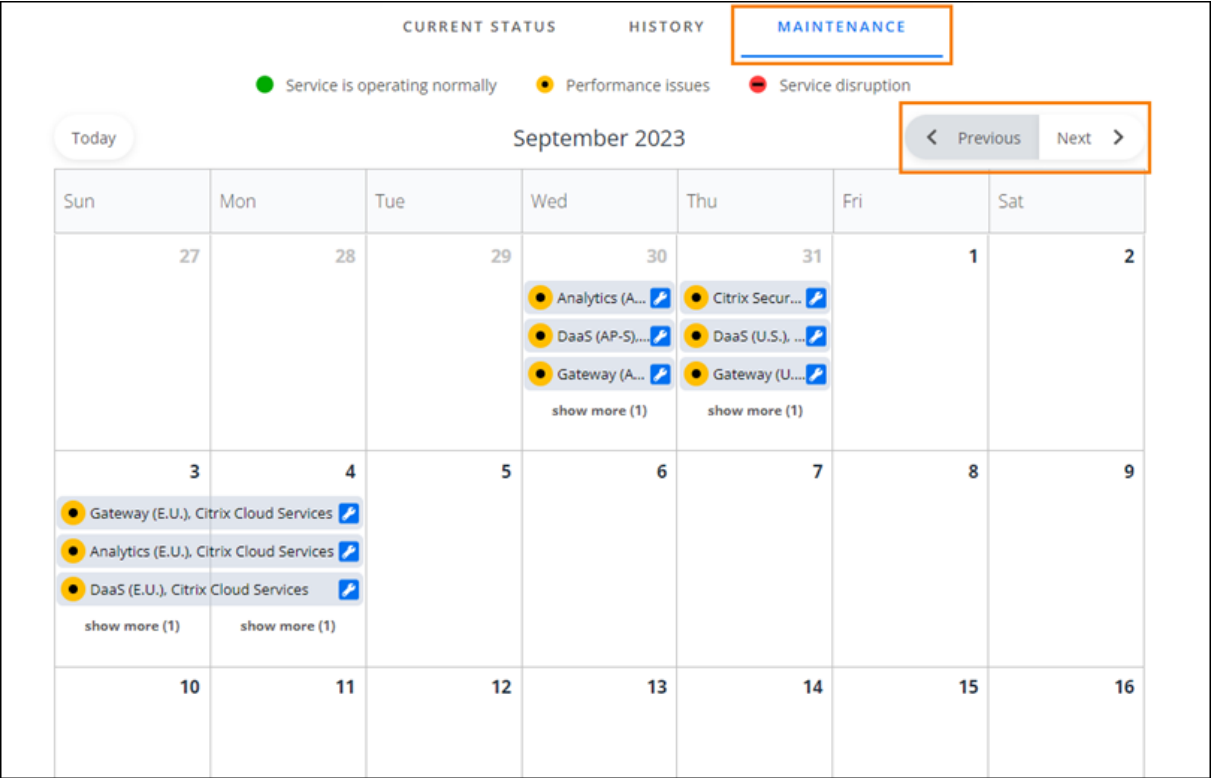 CURRENT STATUS HISTORY MAINTENANCE
Service is operating normally Performance issues Service disruption
Today September 2023 Previous Next
Sun Mon Tue Wed Thu Fri Sat
27 28 29 30 31 1 2
Analytics (A... Citrix Secur...
DaaS (AP-S),... DaaS (U.S.), ...
Gateway (A... Gateway (U....
show more (1) show more (1)
3 4 5 6 7 8 9
Gateway (E.U.), Citrix Cloud Services
Analytics (E.U.), Citrix Cloud Services
DaaS (E.U.), Citrix Cloud Services
show more (1) show more (1)
10 11 12 13 14 15 16